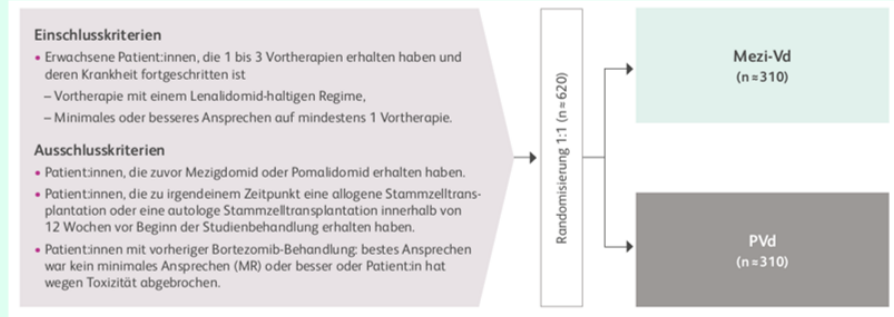 Einschlusskriterien
• Erwachsene Patient:innen, die 1 bis 3 Vortherapien erhalten haben und
deren Krankheit fortgeschritten ist
– Vortherapie mit einem Lenalidomid-haltigen Regime,
– Minimales oder besseres Ansprechen auf mindestens 1 Vortherapie.
Ausschlusskriterien
• Patient:innen, die zuvor Mezigdomid oder Pomalidomid erhalten haben.
• Patient:innen, die zu irgendeinem Zeitpunkt eine allogene Stammzelltrans-
plantation oder eine autologe Stammzelltransplantation innerhalb von
12 Wochen vor Beginn der Studienbehandlung erhalten haben.
• Patient:innen mit vorheriger Bortezomib-Behandlung: bestes Ansprechen
war kein minimales Ansprechen (MR) oder besser oder Patient:in hat
wegen Toxizität abgebrochen.
Randomisierung 1:1 (n≈620)
Mezi-Vd
(n≈310)
PVd
(n≈310)